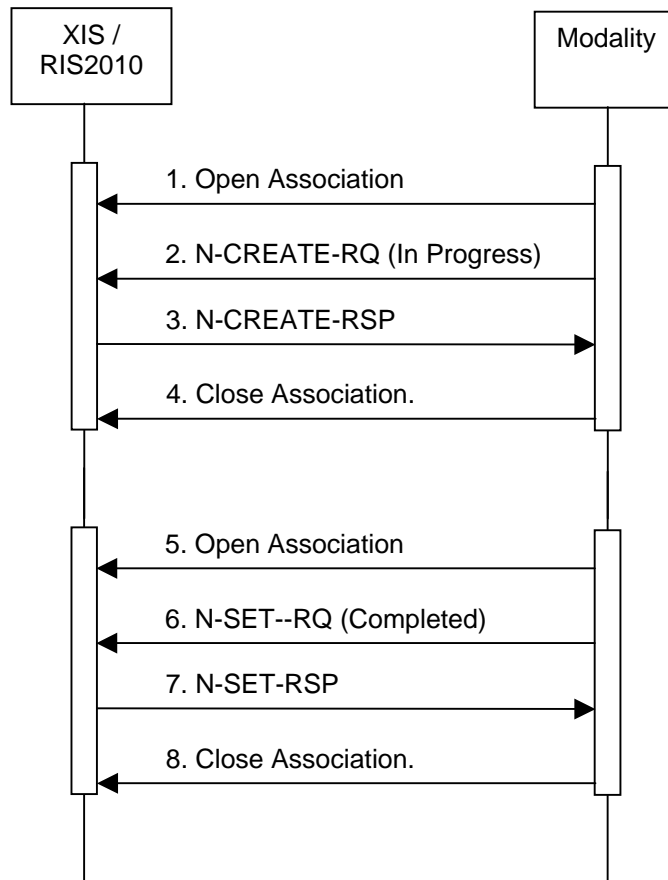 XIS /
RIS2010
Modality
1. Open Association
2. N-CREATE-RQ (In Progress)
3. N-CREATE-RSP
4. Close Association.
5. Open Association
6. N-SET--RQ (Completed)
7. N-SET-RSP
8. Close Association.